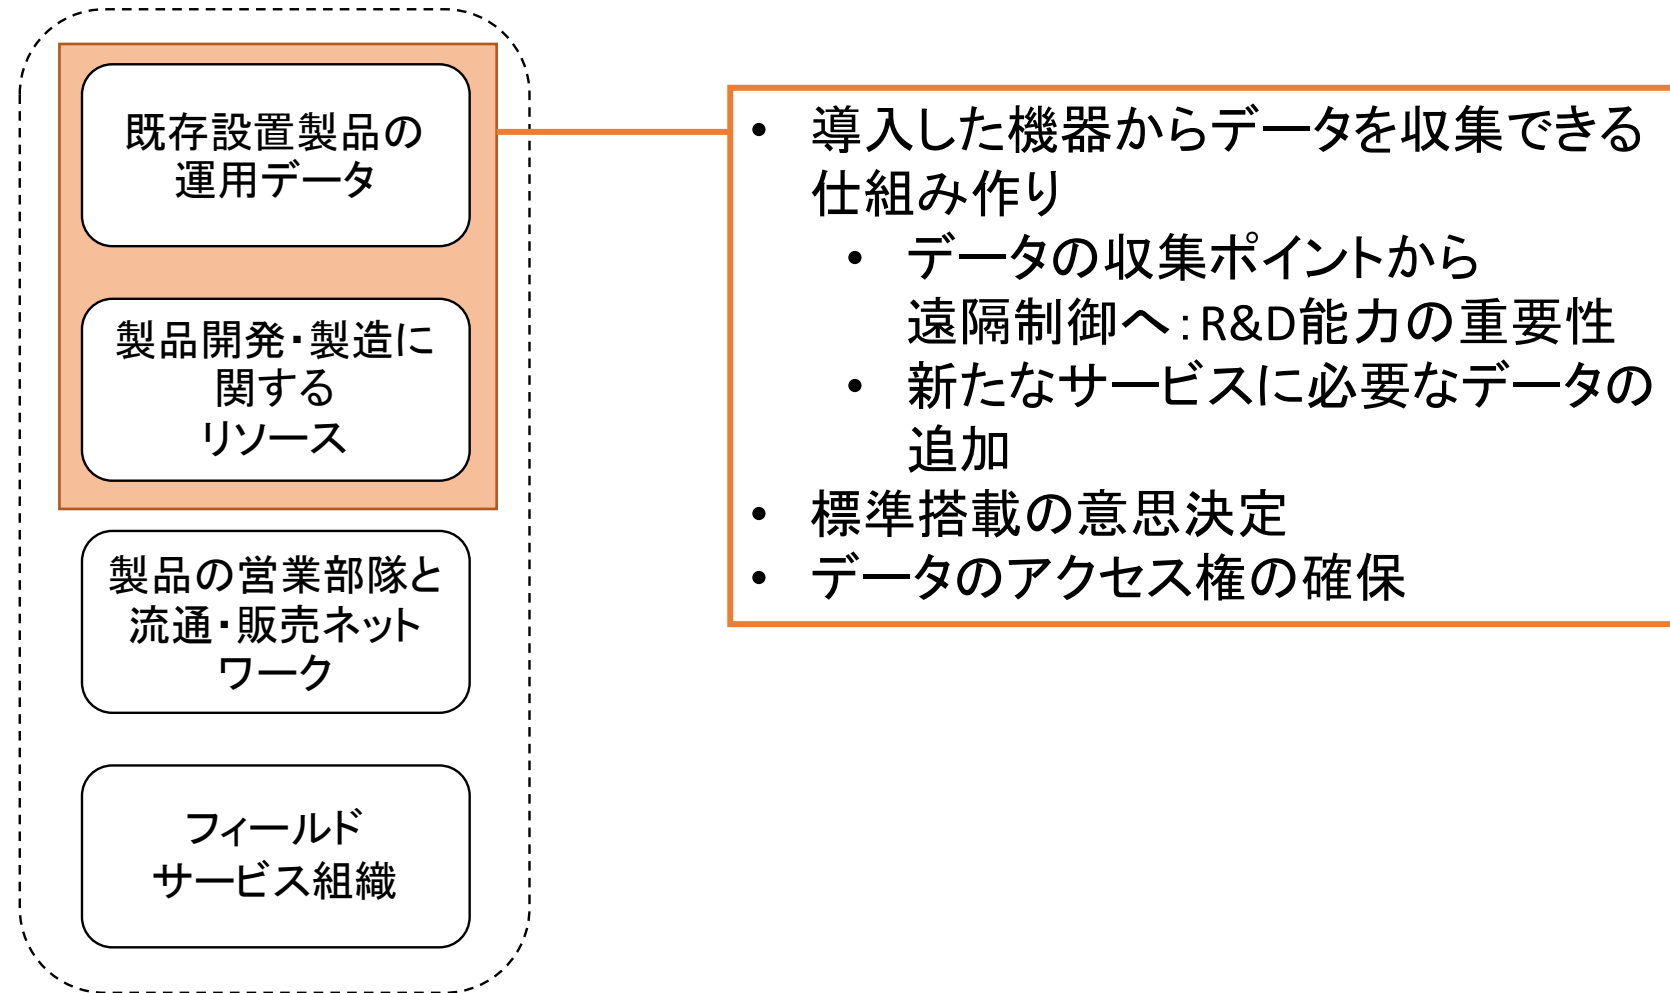 既存設置製品の
運用データ
製品開発・製造に
関する
リソース
製品の営業部隊と
流通・販売ネット
ワーク
フィールド
サービス組織
• 導入した機器からデータを収集できる
仕組み作り
• データの収集ポイントから
遠隔制御へ:R&D能力の重要性
• 新たなサービスに必要なデータの
追加
• 標準搭載の意思決定
• データのアクセス権の確保